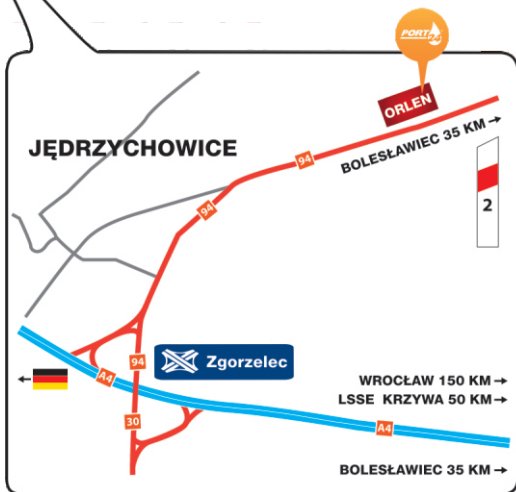 PORT24
ORLEN
JĘDRZYCHOWICE
BOLESŁAWIEC 35 KM →
94
94
2
94
Zgorzelec
A4
WROCŁAW 150 KM →
LSSE KRZYWA 50 KM →
30
A4
BOLESŁAWIEC 35 KM →